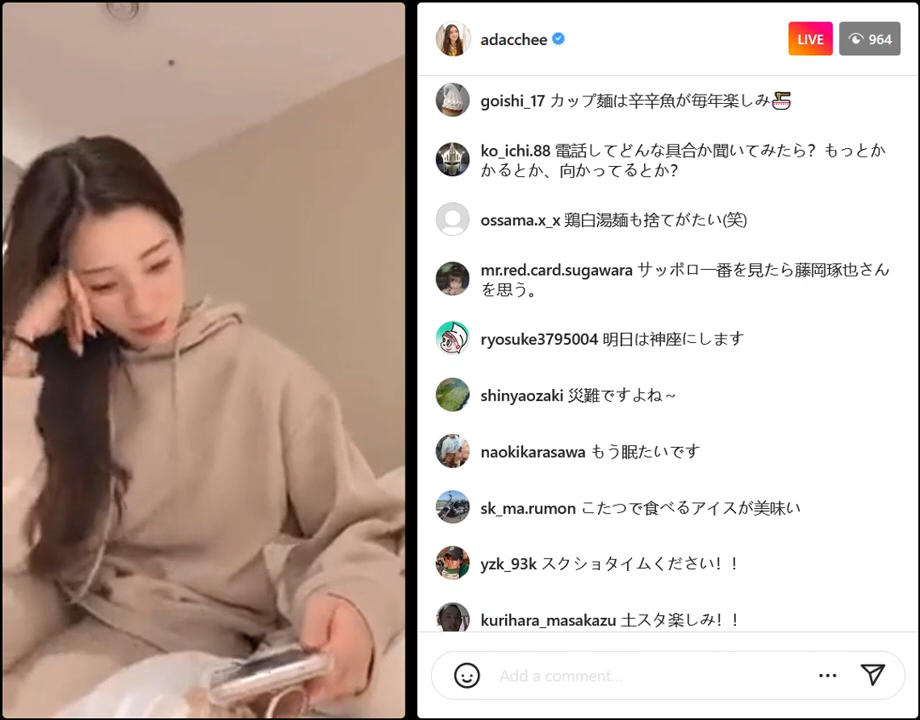 adacchee
LIVE
964
goishi_17 カップ麺は辛辛魚が毎年楽しみ🍜
ko_ichi.88 電話してどんな具合か聞いてみたら？もっとか
かるとか、向かってるとか?
ossama.x_x 鶏白湯麺も捨てがたい(笑)
mr.red.card.sugawara サッポロ一番を見たら藤岡琢也さん
を思う。
ryosuke3795004 明日は神座にします
shinyaozaki 災難ですよね～
naokikarasawa もう眠たいです
sk_ma.rumon こたつで食べるアイスが美味い
yzk_93k スクショタイムください！！
kurihara_masakazu 土スタ楽しみ！！
Add a comment...